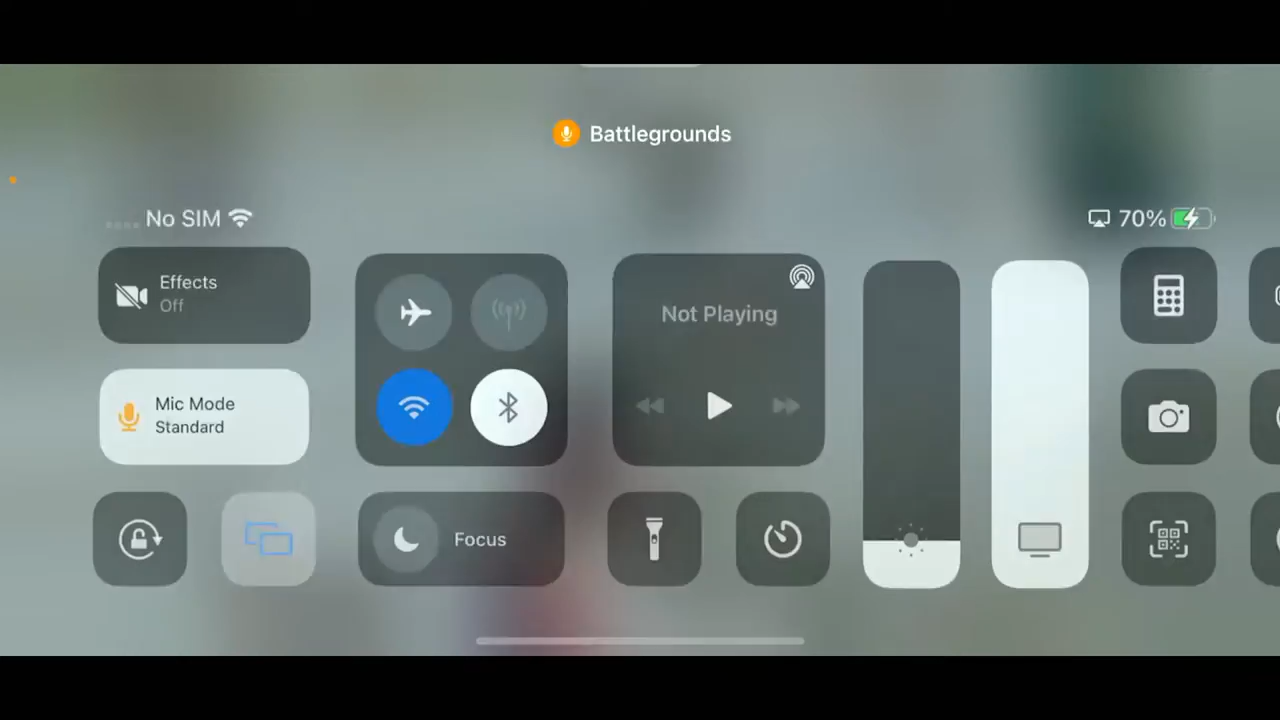 Battlegrounds
No SIM
70%
Effects
Off
Not Playing
Mic Mode
Standard
Focus